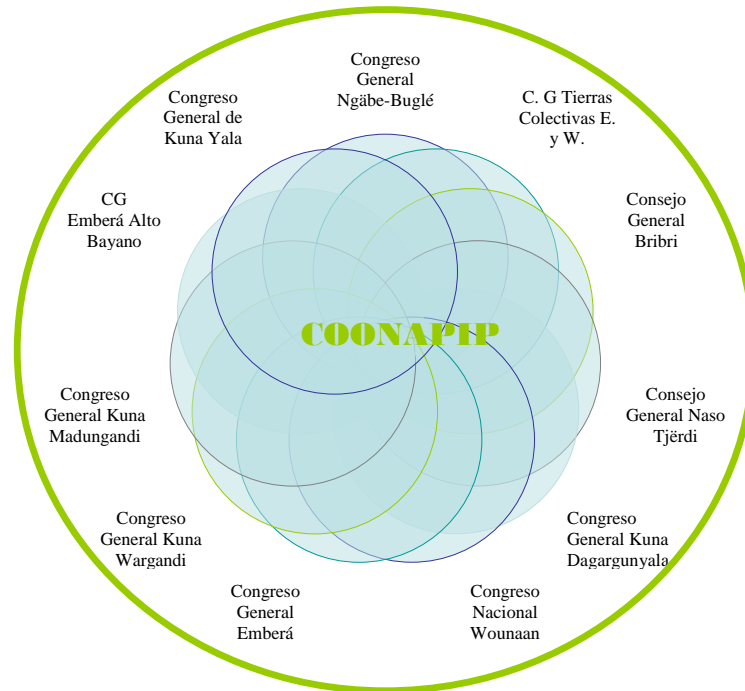 Congreso
General
Ngäbe-Buglé
C. G Tierras
Colectivas E.
y W.
Consejo
General
Bribri
Consejo
General Naso
Tjërdi
Congreso
General Kuna
Dagargunyala
Congreso
Nacional
Wounaan
Congreso
General
Emberá
Congreso
General Kuna
Wargandi
Congreso
General Kuna
Madungandi
CG
Emberá Alto
Bayano
Congreso
General de
Kuna Yala
COONAPIP